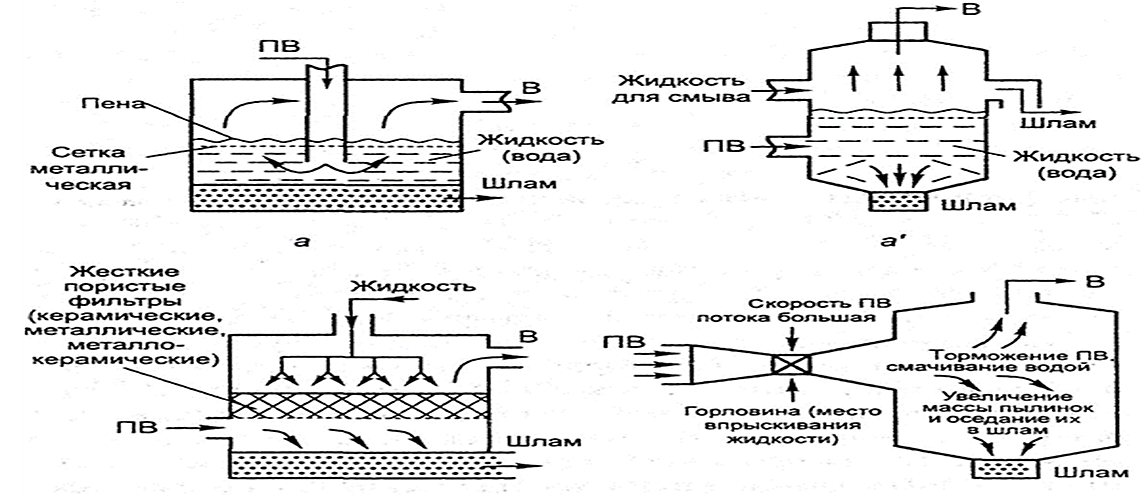 ПВ
В
Пена
Сетка
металли-
ческая
Жидкость
(вода)
Шлам
а
В
Жидкость
для смыва
Шлам
ПВ
Жидкость
(вода)
Шлам
а'
Жесткие
пористые
фильтры
(керамические,
металлические,
металло-
керамические)
Жидкость
В
ПВ
Шлам
В
Скорость ПВ
потока большая
ПВ
Торможение ПВ,
смачивание водой
Увеличение
массы пылинок
и оседание их
в шлам
Горловина (место
впрыскивания
жидкости)
Шлам